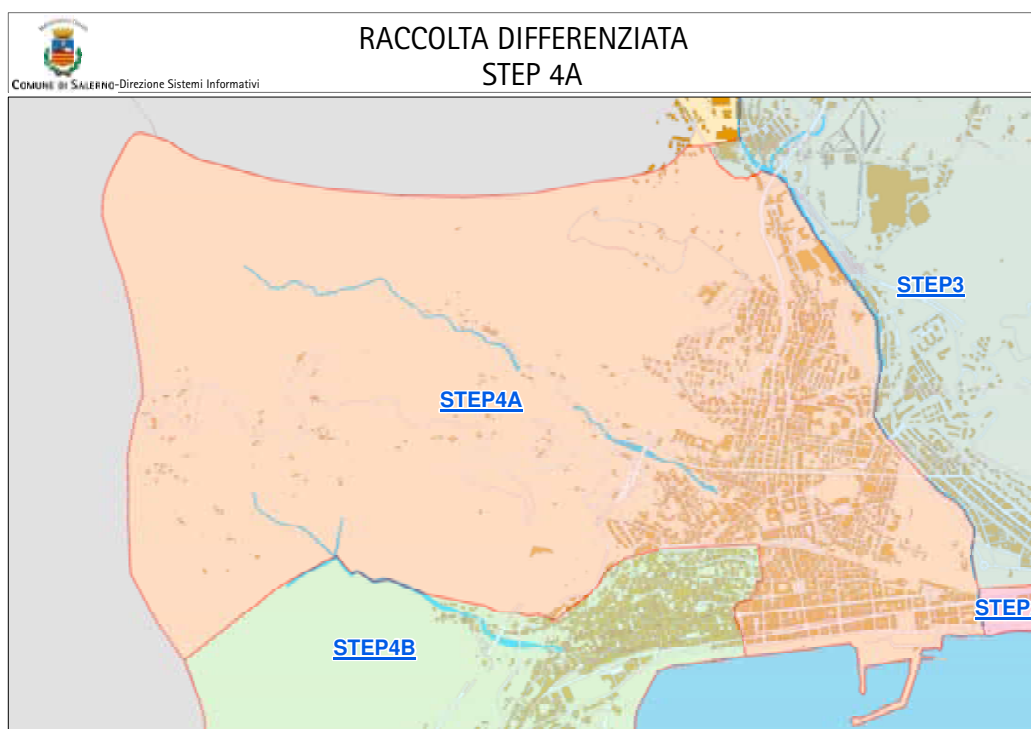 RACCOLTA DIFFERENZIATA
STEP 4A
COMUNE DI SALERNO-Direzione Sistemi Informativi
STEP3
STEP4A
STEP
STEP4B